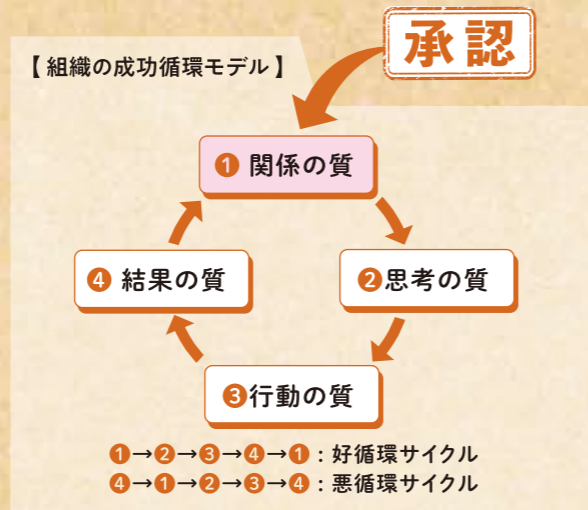 承認
【組織の成功循環モデル】
❶ 関係の質
❹ 結果の質
❷思考の質
❸行動の質
❶→❷→❸→❹→❶：好循環サイクル
❹→❶→❷→❸→❹：悪循環サイクル